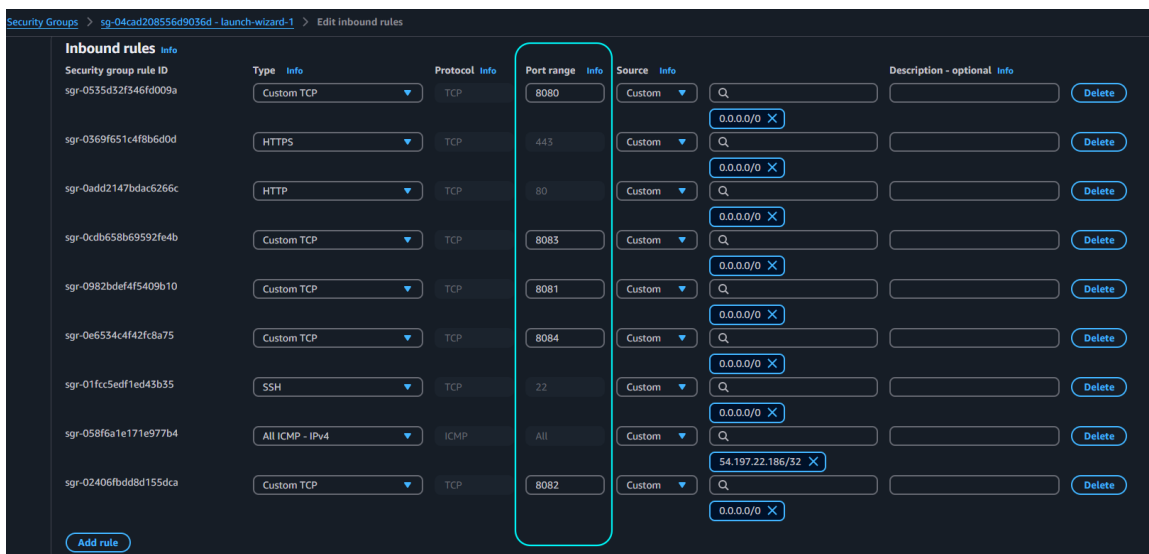 Security Groups > sg-04cad208556d9036d - launch-wizard-1 > Edit inbound rules
Inbound rules Info
Security group rule ID Type Info Protocol Info Port range Info Source Info Description - optional Info
sgr-0535d32f346fd009a Custom TCP TCP 8080 Custom Delete
0.0.0.0/0
sgr-0369f651c4f8b6d0d HTTPS TCP 443 Custom Delete
0.0.0.0/0
sgr-0add2147bdac6266c HTTP TCP 80 Custom Delete
0.0.0.0/0
sgr-0cdb658b69592fe4b Custom TCP TCP 8083 Custom Delete
0.0.0.0/0
sgr-0982bdef4f5409b10 Custom TCP TCP 8081 Custom Delete
0.0.0.0/0
sgr-0e6534c4f42fc8a75 Custom TCP TCP 8084 Custom Delete
0.0.0.0/0
sgr-01fcc5edf1ed43b35 SSH TCP 22 Custom Delete
0.0.0.0/0
sgr-058f6a1e171e977b4 All ICMP - IPv4 ICMP All Custom Delete
54.197.22.186/32
sgr-02406fbdd8d155dca Custom TCP TCP 8082 Custom Delete
0.0.0.0/0
Add rule